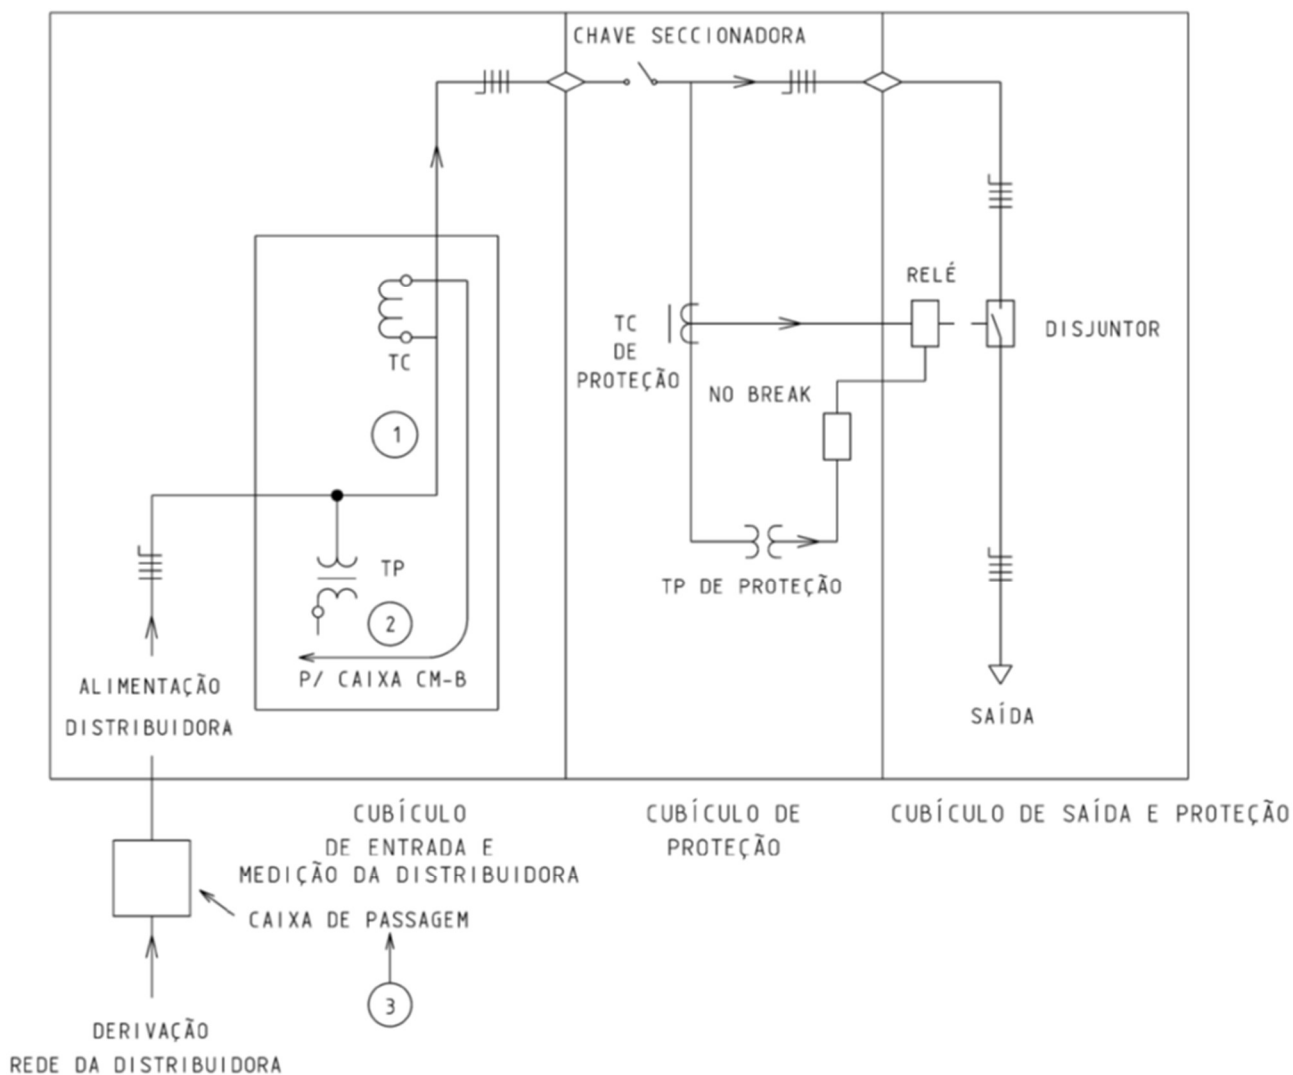 CHAVE SECCIONADORA
RELÉ
TC
DE
PROTEÇÃO
DISJUNTOR
TC
NO BREAK
1
TP
2
TP DE PROTEÇÃO
P/ CAIXA CM-B
ALIMENTAÇÃO
DISTRIBUIDORA
SAÍDA
CUBÍCULO
DE ENTRADA E
MEDIÇÃO DA DISTRIBUIDORA
CUBÍCULO DE
PROTEÇÃO
CUBÍCULO DE SAÍDA E PROTEÇÃO
CAIXA DE PASSAGEM
3
DERIVAÇÃO
REDE DA DISTRIBUIDORA